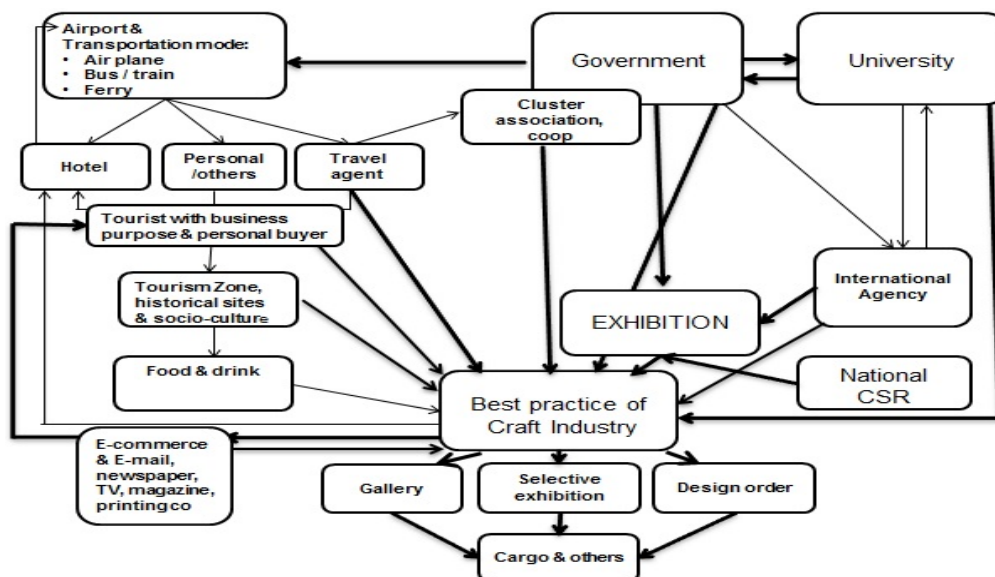 Airport &
Transportation mode:
• Air plane
• Bus / train
• Ferry
Government
University
Cluster
association,
coop
Hotel
Personal
/others
Travel
agent
Tourist with business
purpose & personal buyer
Tourism Zone,
historical sites
& socio-culture
International
Agency
EXHIBITION
Food & drink
National
CSR
Best practice of
Craft Industry
E-commerce
& E-mail,
newspaper,
TV, magazine,
printing co
Gallery
Selective
exhibition
Design order
Cargo & others